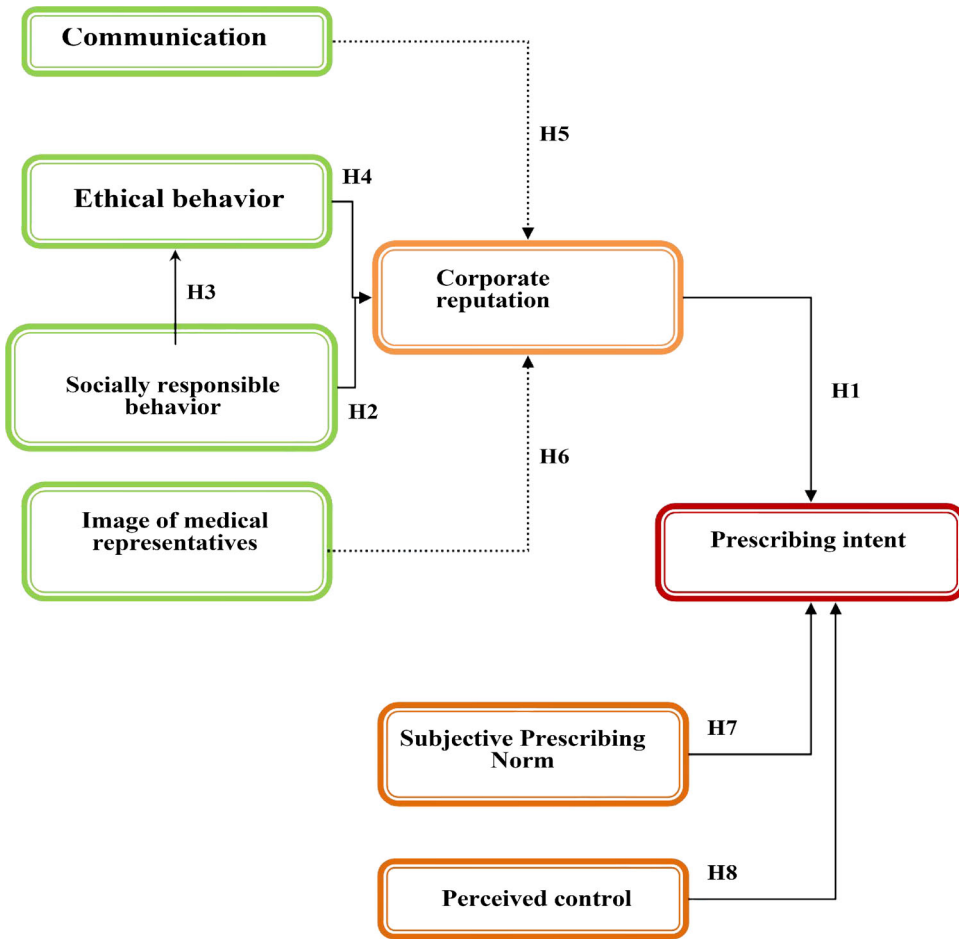 Communication
H5
H4
Ethical behavior
Corporate
reputation
H3
Socially responsible
behavior
H2
H1
H6
Image of medical
representatives
Prescribing intent
Subjective Prescribing
Norm
H7
H8
Perceived control